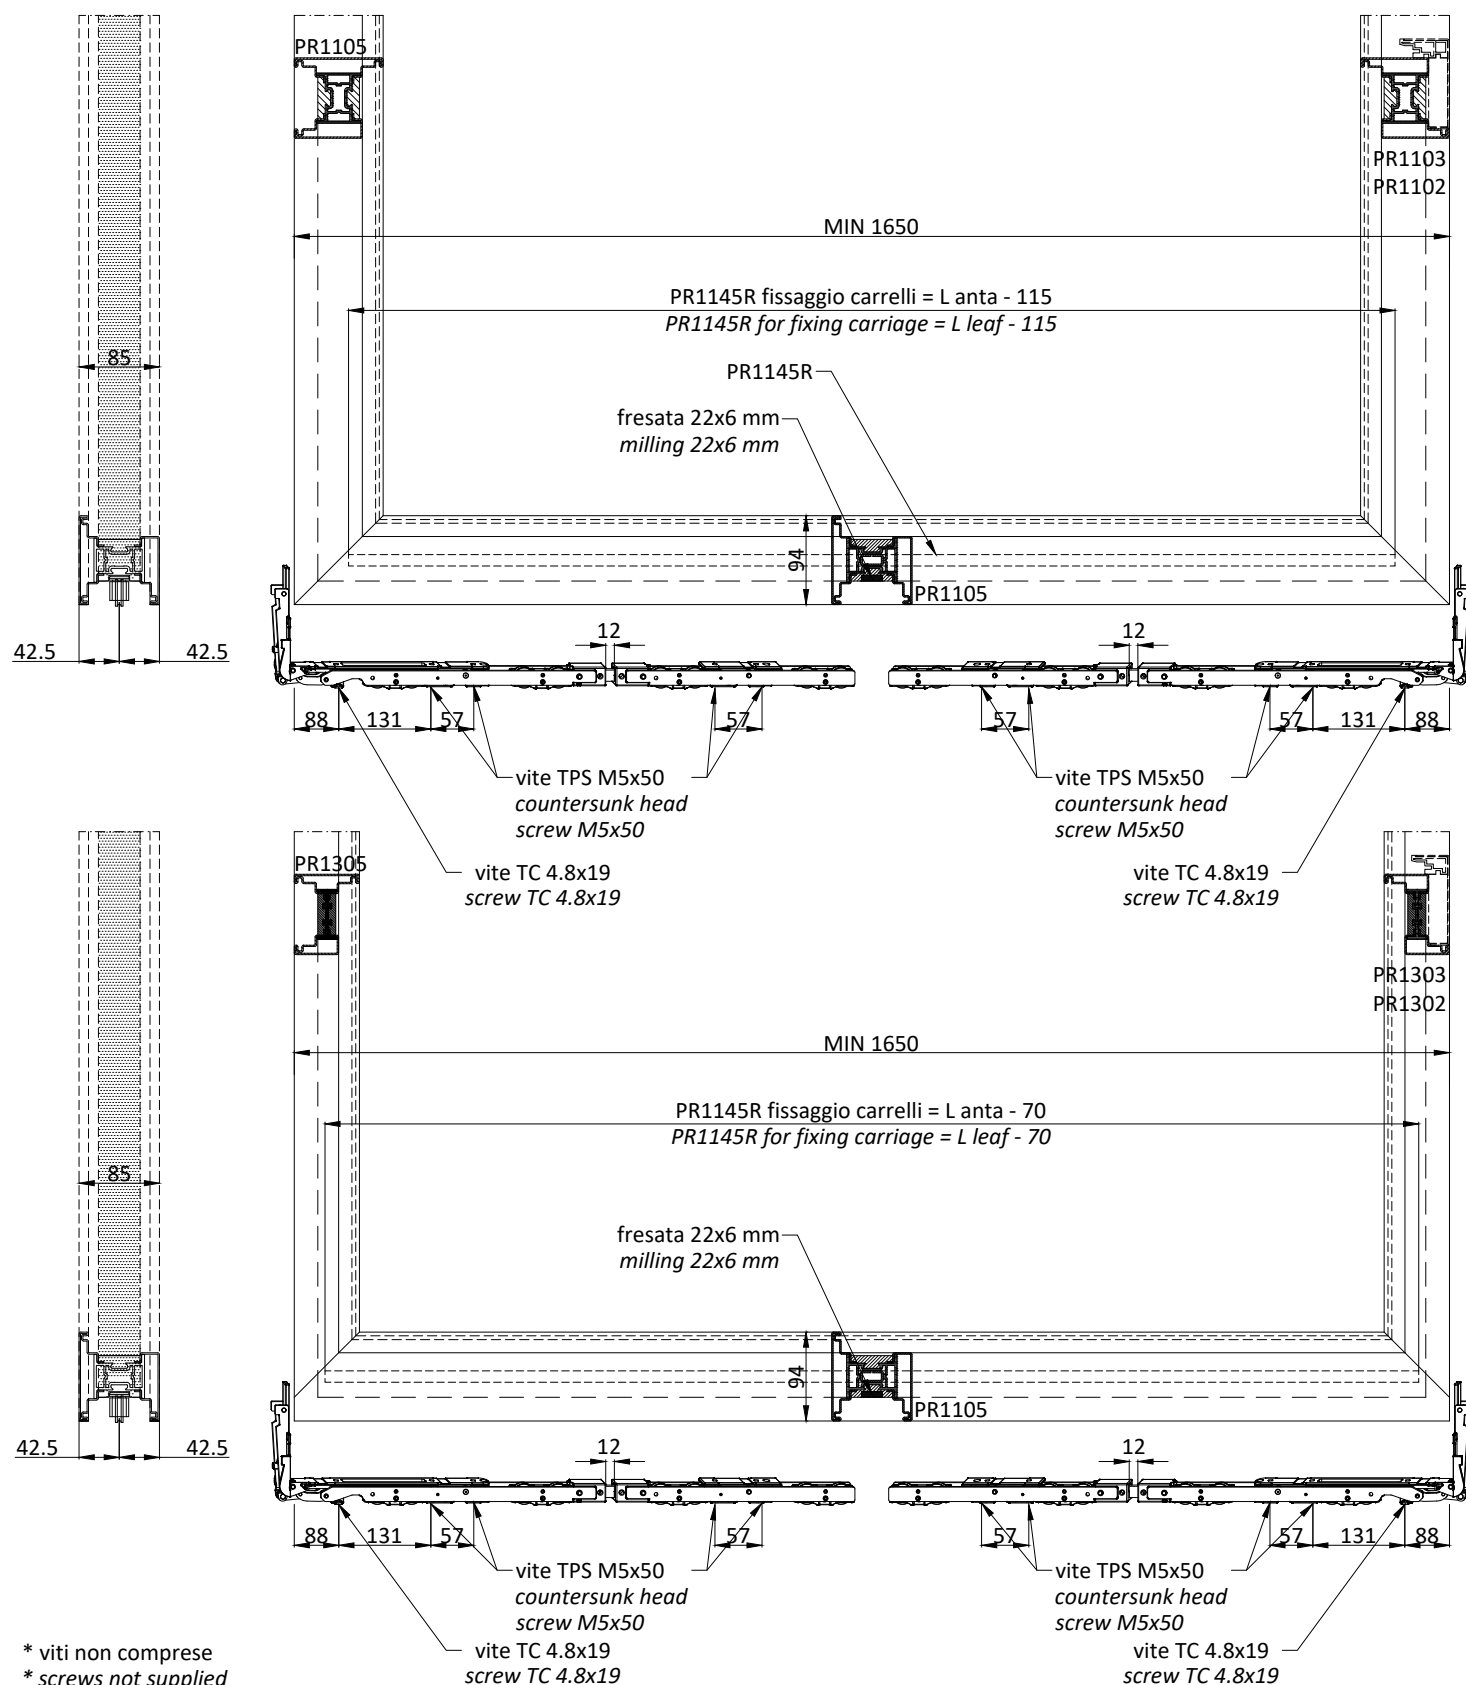 PR1105
PR1103
PR1102
MIN 1650
PR1145R fissaggio carrelli = L anta - 115
PR1145R for fixing carriage = L leaf - 115
85
PR1145R
fresata 22x6 mm
milling 22x6 mm
94
PR1105
42.5
42.5
12
12
88
131
57
57
57
57
131
88
vite TPS M5x50
countersunk head
screw M5x50
vite TPS M5x50
countersunk head
screw M5x50
vite TC 4.8x19
screw TC 4.8x19
vite TC 4.8x19
screw TC 4.8x19
PR1305
PR1303
PR1302
MIN 1650
PR1145R fissaggio carrelli = L anta - 70
PR1145R for fixing carriage = L leaf - 70
85
fresata 22x6 mm
milling 22x6 mm
94
PR1105
42.5
42.5
12
12
88
131
57
57
57
57
131
88
vite TPS M5x50
countersunk head
screw M5x50
vite TPS M5x50
countersunk head
screw M5x50
vite TC 4.8x19
screw TC 4.8x19
vite TC 4.8x19
screw TC 4.8x19
* viti non comprese
* screws not supplied